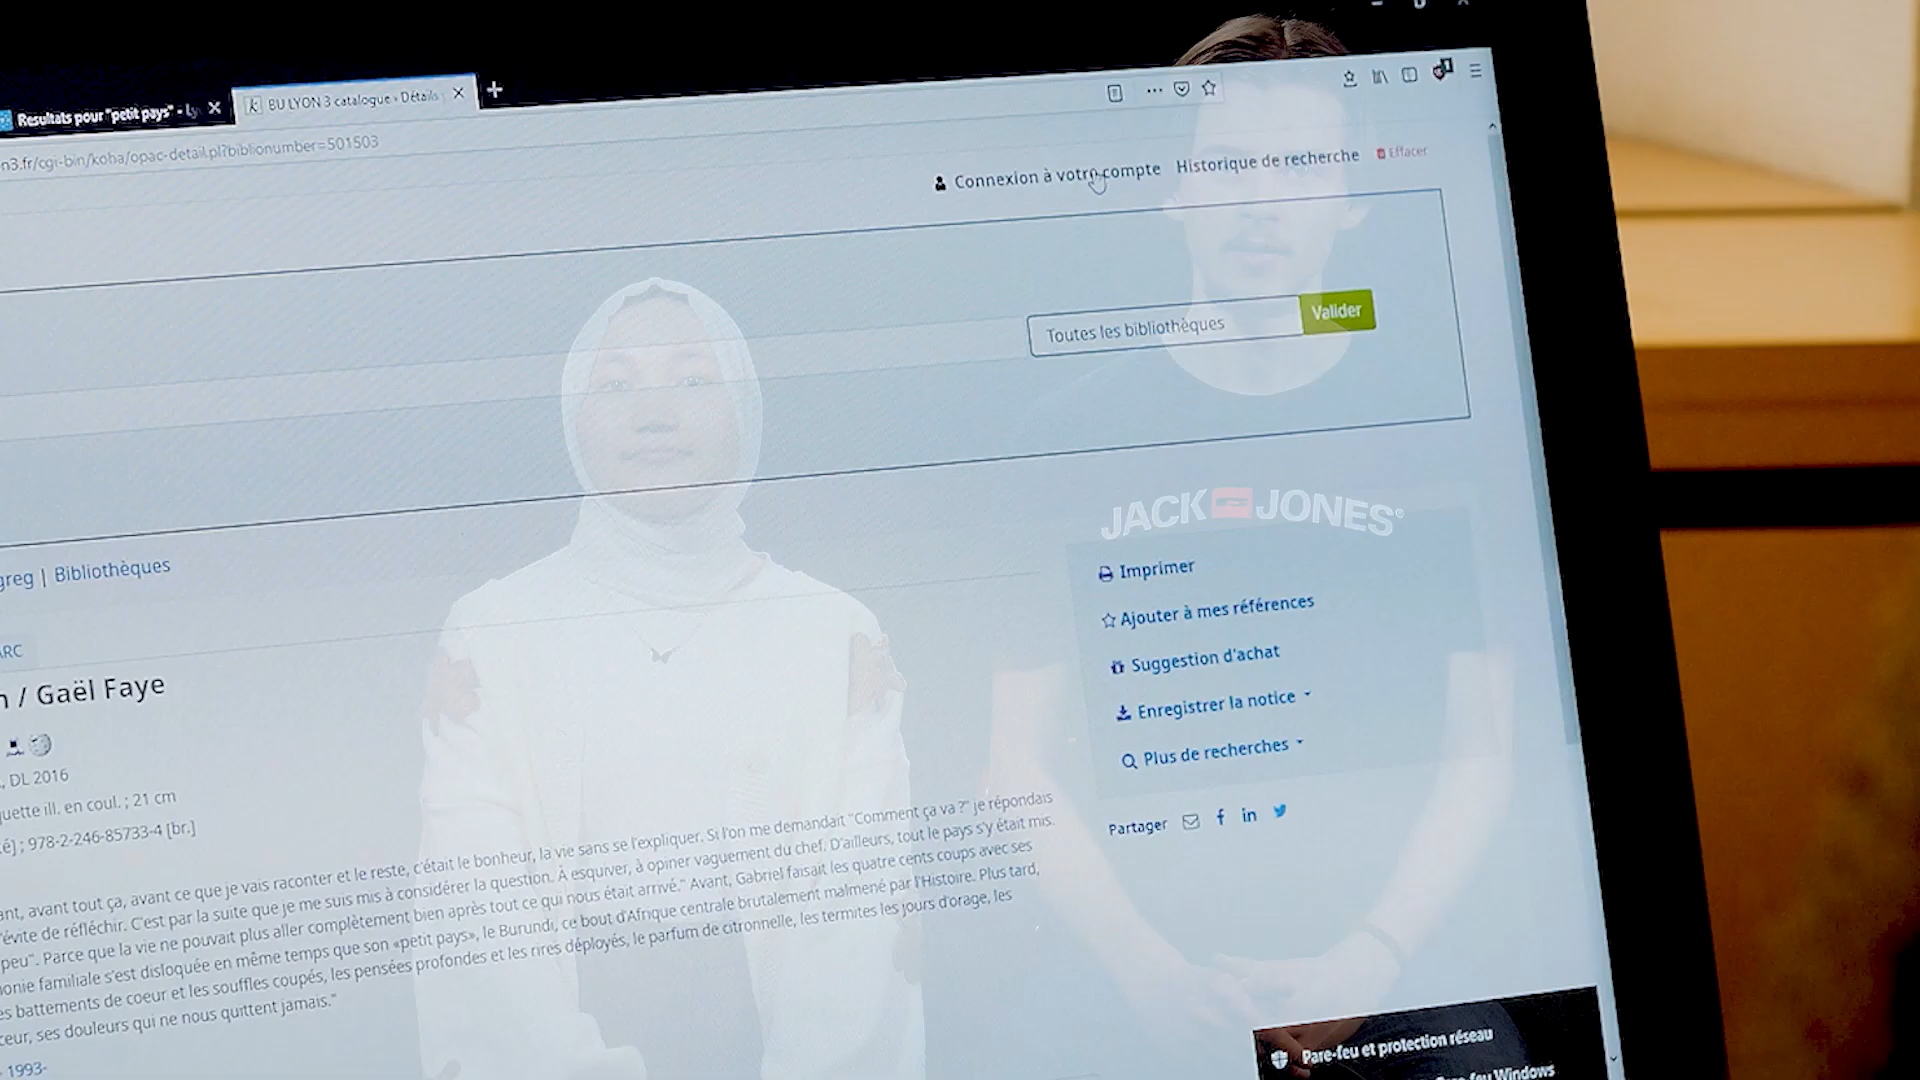 Resultats pour "petit pays" - Ly
BU LYON 3 catalogue › Détails
n3.fr/cgi-bin/koha/opac-detail.pl?biblionumber=501503
Connexion à votre compte Historique de recherche Effacer
Toutes les bibliothèques Valider
greg | Bibliothèques
ARC
JACK JONES®
n / Gaël Faye
, DL 2016
quette ill. en coul. ; 21 cm
é] ; 978-2-246-85733-4 [br.]
Imprimer
Ajouter à mes références
Suggestion d'achat
Enregistrer la notice
Plus de recherches
Partager
ant, avant tout ça, avant ce que je vais raconter et le reste, c'était le bonheur, la vie sans se l'expliquer. Si l'on me demandait "Comment ça va ?" je répondais
'évite de réfléchir. C'est par la suite que je me suis mis à considérer la question. À esquiver, à opiner vaguement du chef. D'ailleurs, tout le pays s'y était mis.
peu". Parce que la vie ne pouvait plus aller complètement bien après tout ce qui nous était arrivé." Avant, Gabriel faisait les quatre cents coups avec ses
onie familiale s'est disloquée en même temps que son «petit pays», le Burundi, ce bout d'Afrique centrale brutalement malmené par l'Histoire. Plus tard,
es battements de coeur et les souffles coupés, les pensées profondes et les rires déployés, le parfum de citronnelle, les termites les jours d'orage, les
ceur, ses douleurs qui ne nous quittent jamais."
1993-
Pare-feu et protection réseau
feu Windows